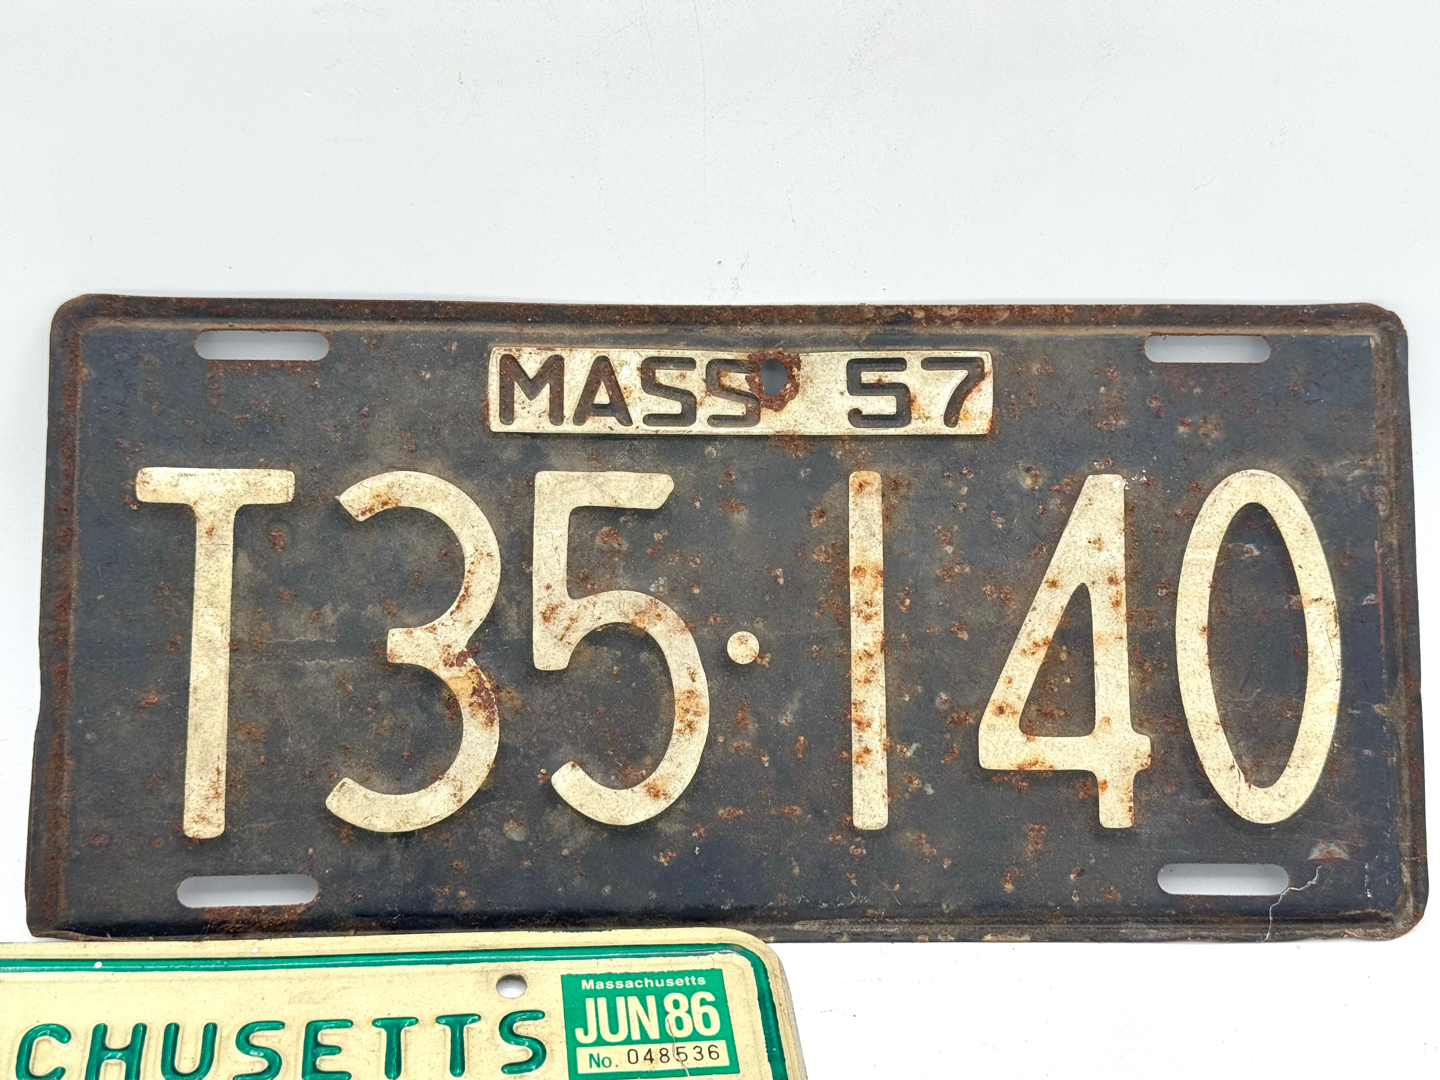 MASS 57
T35·140
CHUSETTS
Massachusetts
JUN 86
No. 048536